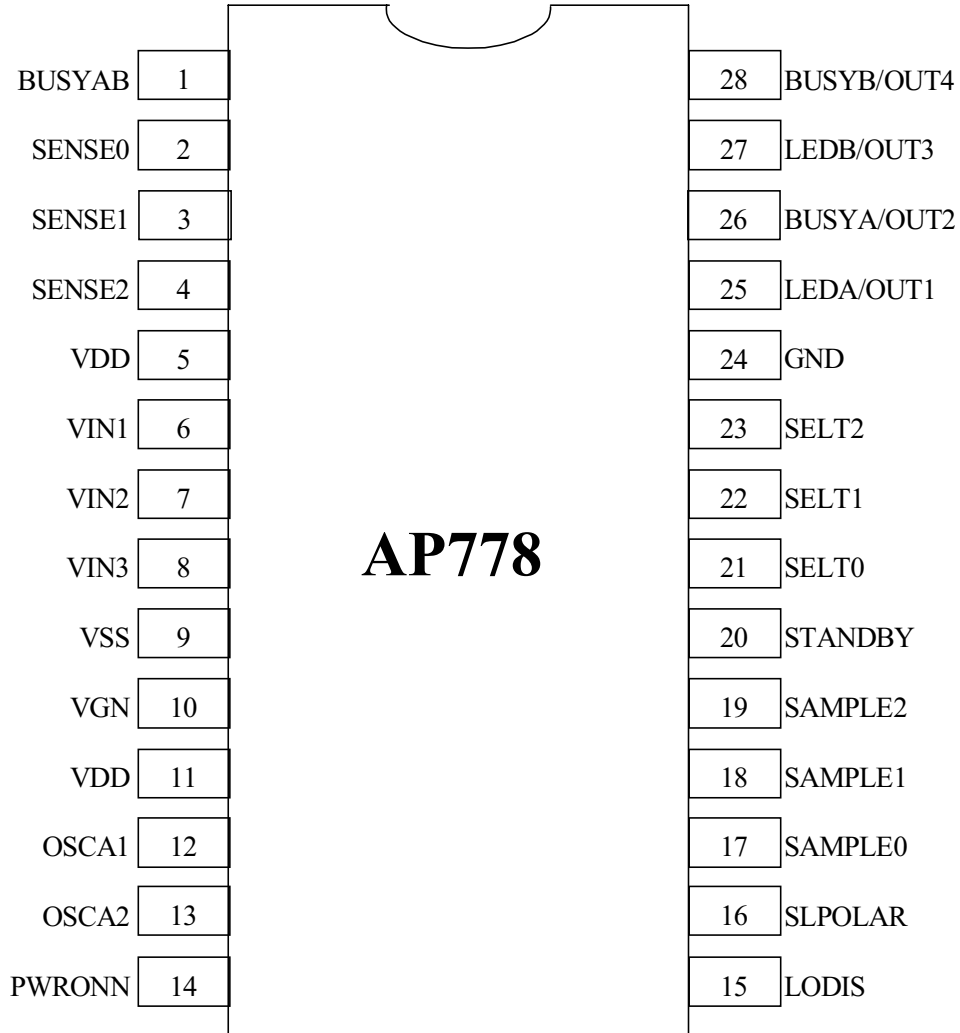 BUSYAB 1 28 BUSYB/OUT4
SENSE0 2 27 LEDB/OUT3
SENSE1 3 26 BUSYA/OUT2
SENSE2 4 25 LEDA/OUT1
VDD 5 24 GND
VIN1 6 23 SELT2
VIN2 7 22 SELT1
AP778
VIN3 8 21 SELT0
VSS 9 20 STANDBY
VGN 10 19 SAMPLE2
VDD 11 18 SAMPLE1
OSCA1 12 17 SAMPLE0
OSCA2 13 16 SLPOLAR
PWRONN 14 15 LODIS